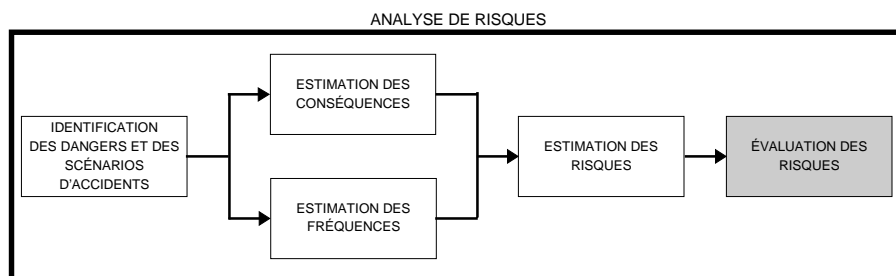 ANALYSE DE RISQUES
IDENTIFICATION
DES DANGERS ET DES
SCÉNARIOS
D'ACCIDENTS
ESTIMATION DES
CONSÉQUENCES
ESTIMATION DES
FRÉQUENCES
ESTIMATION DES
RISQUES
ÉVALUATION DES
RISQUES